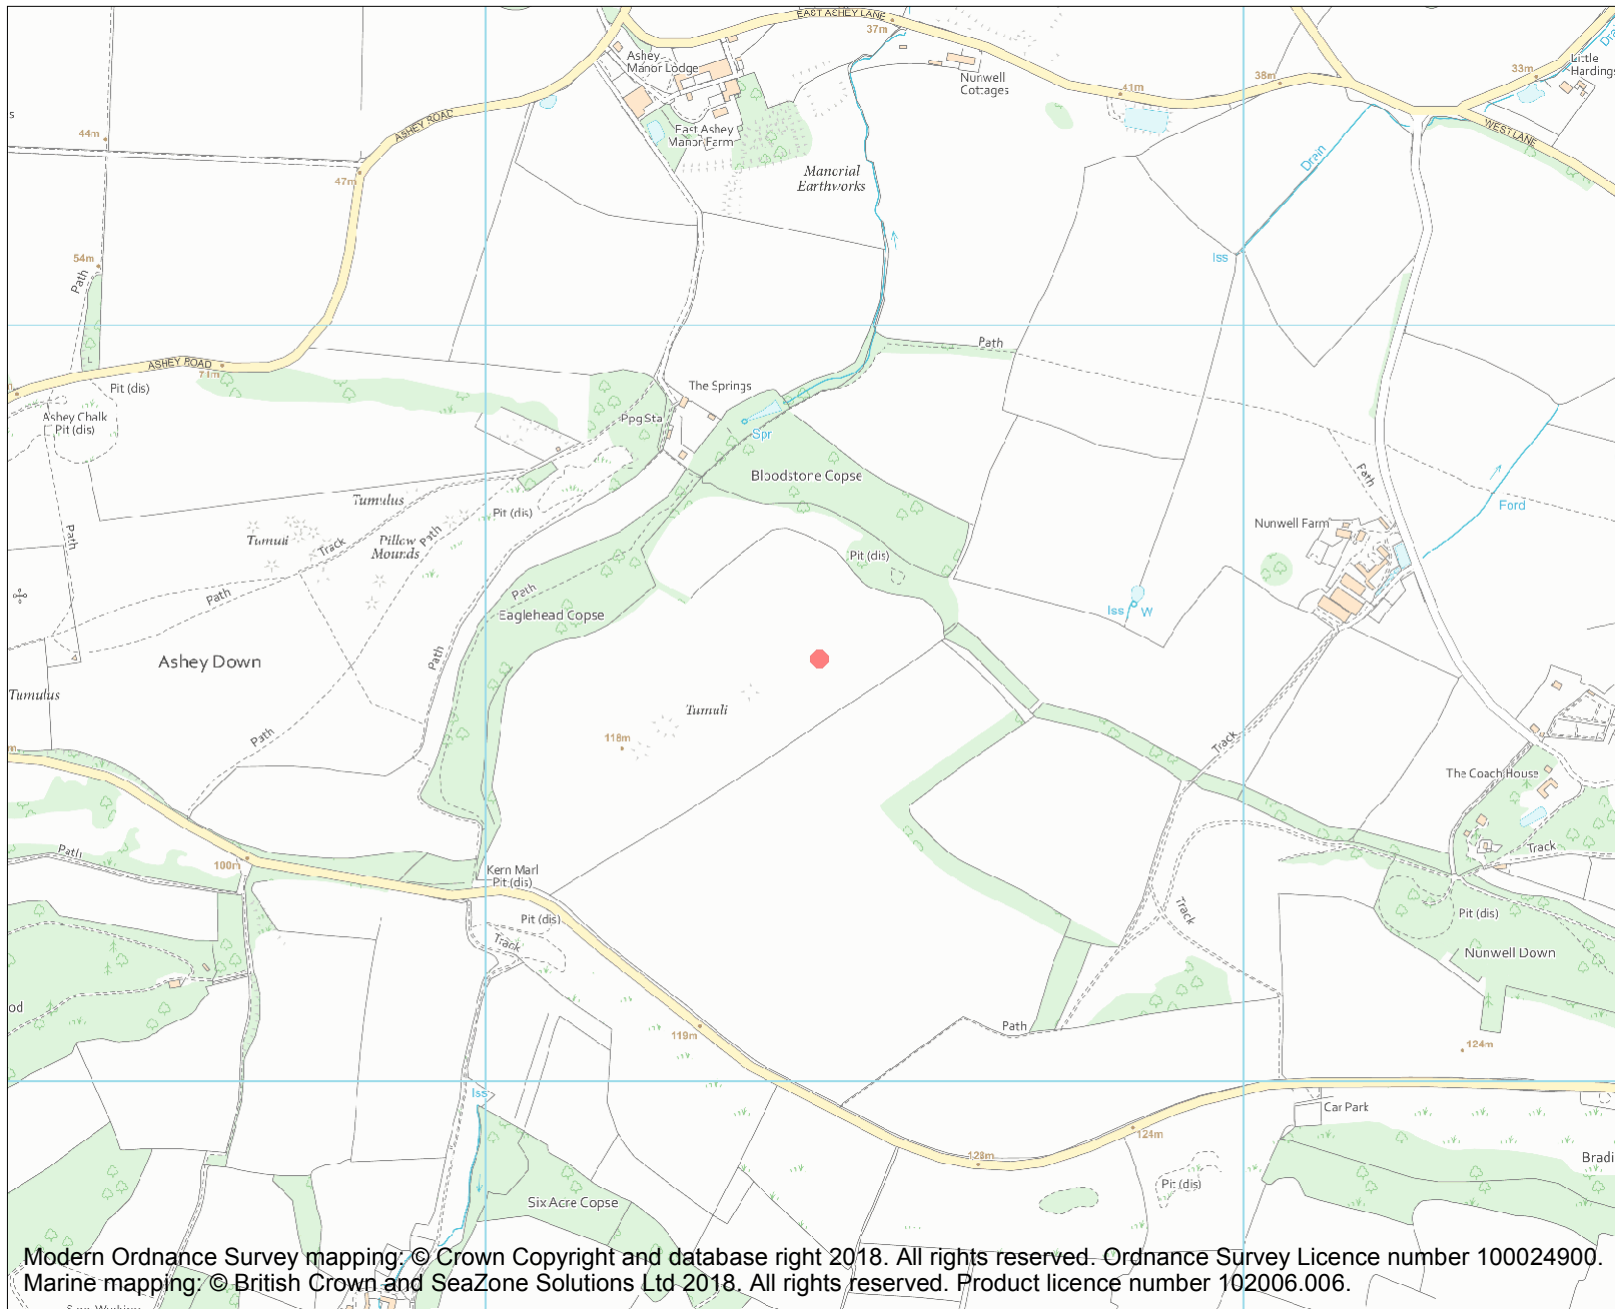 EAST ASHEY LANE
37m
Ashey
Manor Lodge
Nunwell
Cottages
41m
38m
33m
Little
Hardings
Drain
44m
ASHEY ROAD
East Ashey
Manor Farm
WEST LANE
47m
Manorial
Earthworks
Drain
54m
Path
Iss
Path
ASHEY ROAD
71m
Pit (dis)
The Springs
Ashey Chalk
Pit (dis)
Ppg Sta
Spr
Bloodstone Copse
Path
Tumulus
Pit (dis)
Ford
Nunwell Farm
Path
Tumuli
Track
Pillow
Mounds
Path
Pit (dis)
Path
Path
Eaglehead Copse
Iss
W
Path
Ashey Down
Tumulus
Tumuli
118m
Path
Track
The Coach House
Path
100m
Kern Marl
Pit (dis)
Track
Pit (dis)
Track
Track
Pit (dis)
Nunwell Down
od
Path
119m
124m
Iss
Car Park
124m
128m
Pit (dis)
Bradi
Six Acre Copse
Modern Ordnance Survey mapping: © Crown Copyright and database right 2018. All rights reserved. Ordnance Survey Licence number 100024900.
Marine mapping: © British Crown and SeaZone Solutions Ltd 2018. All rights reserved. Product licence number 102006.006.